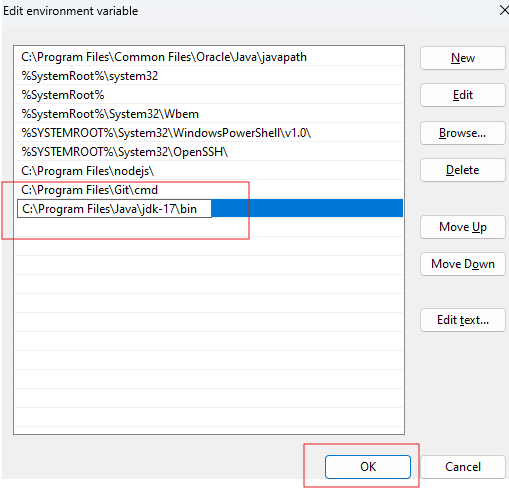 Edit environment variable
C:\Program Files\Common Files\Oracle\Java\javapath
%SystemRoot%\system32
%SystemRoot%
%SystemRoot%\System32\Wbem
%SYSTEMROOT%\System32\WindowsPowerShell\v1.0\
%SYSTEMROOT%\System32\OpenSSH\
C:\Program Files\nodejs\
C:\Program Files\Git\cmd
C:\Program Files\Java\jdk-17\bin
New
Edit
Browse...
Delete
Move Up
Move Down
Edit text...
OK
Cancel